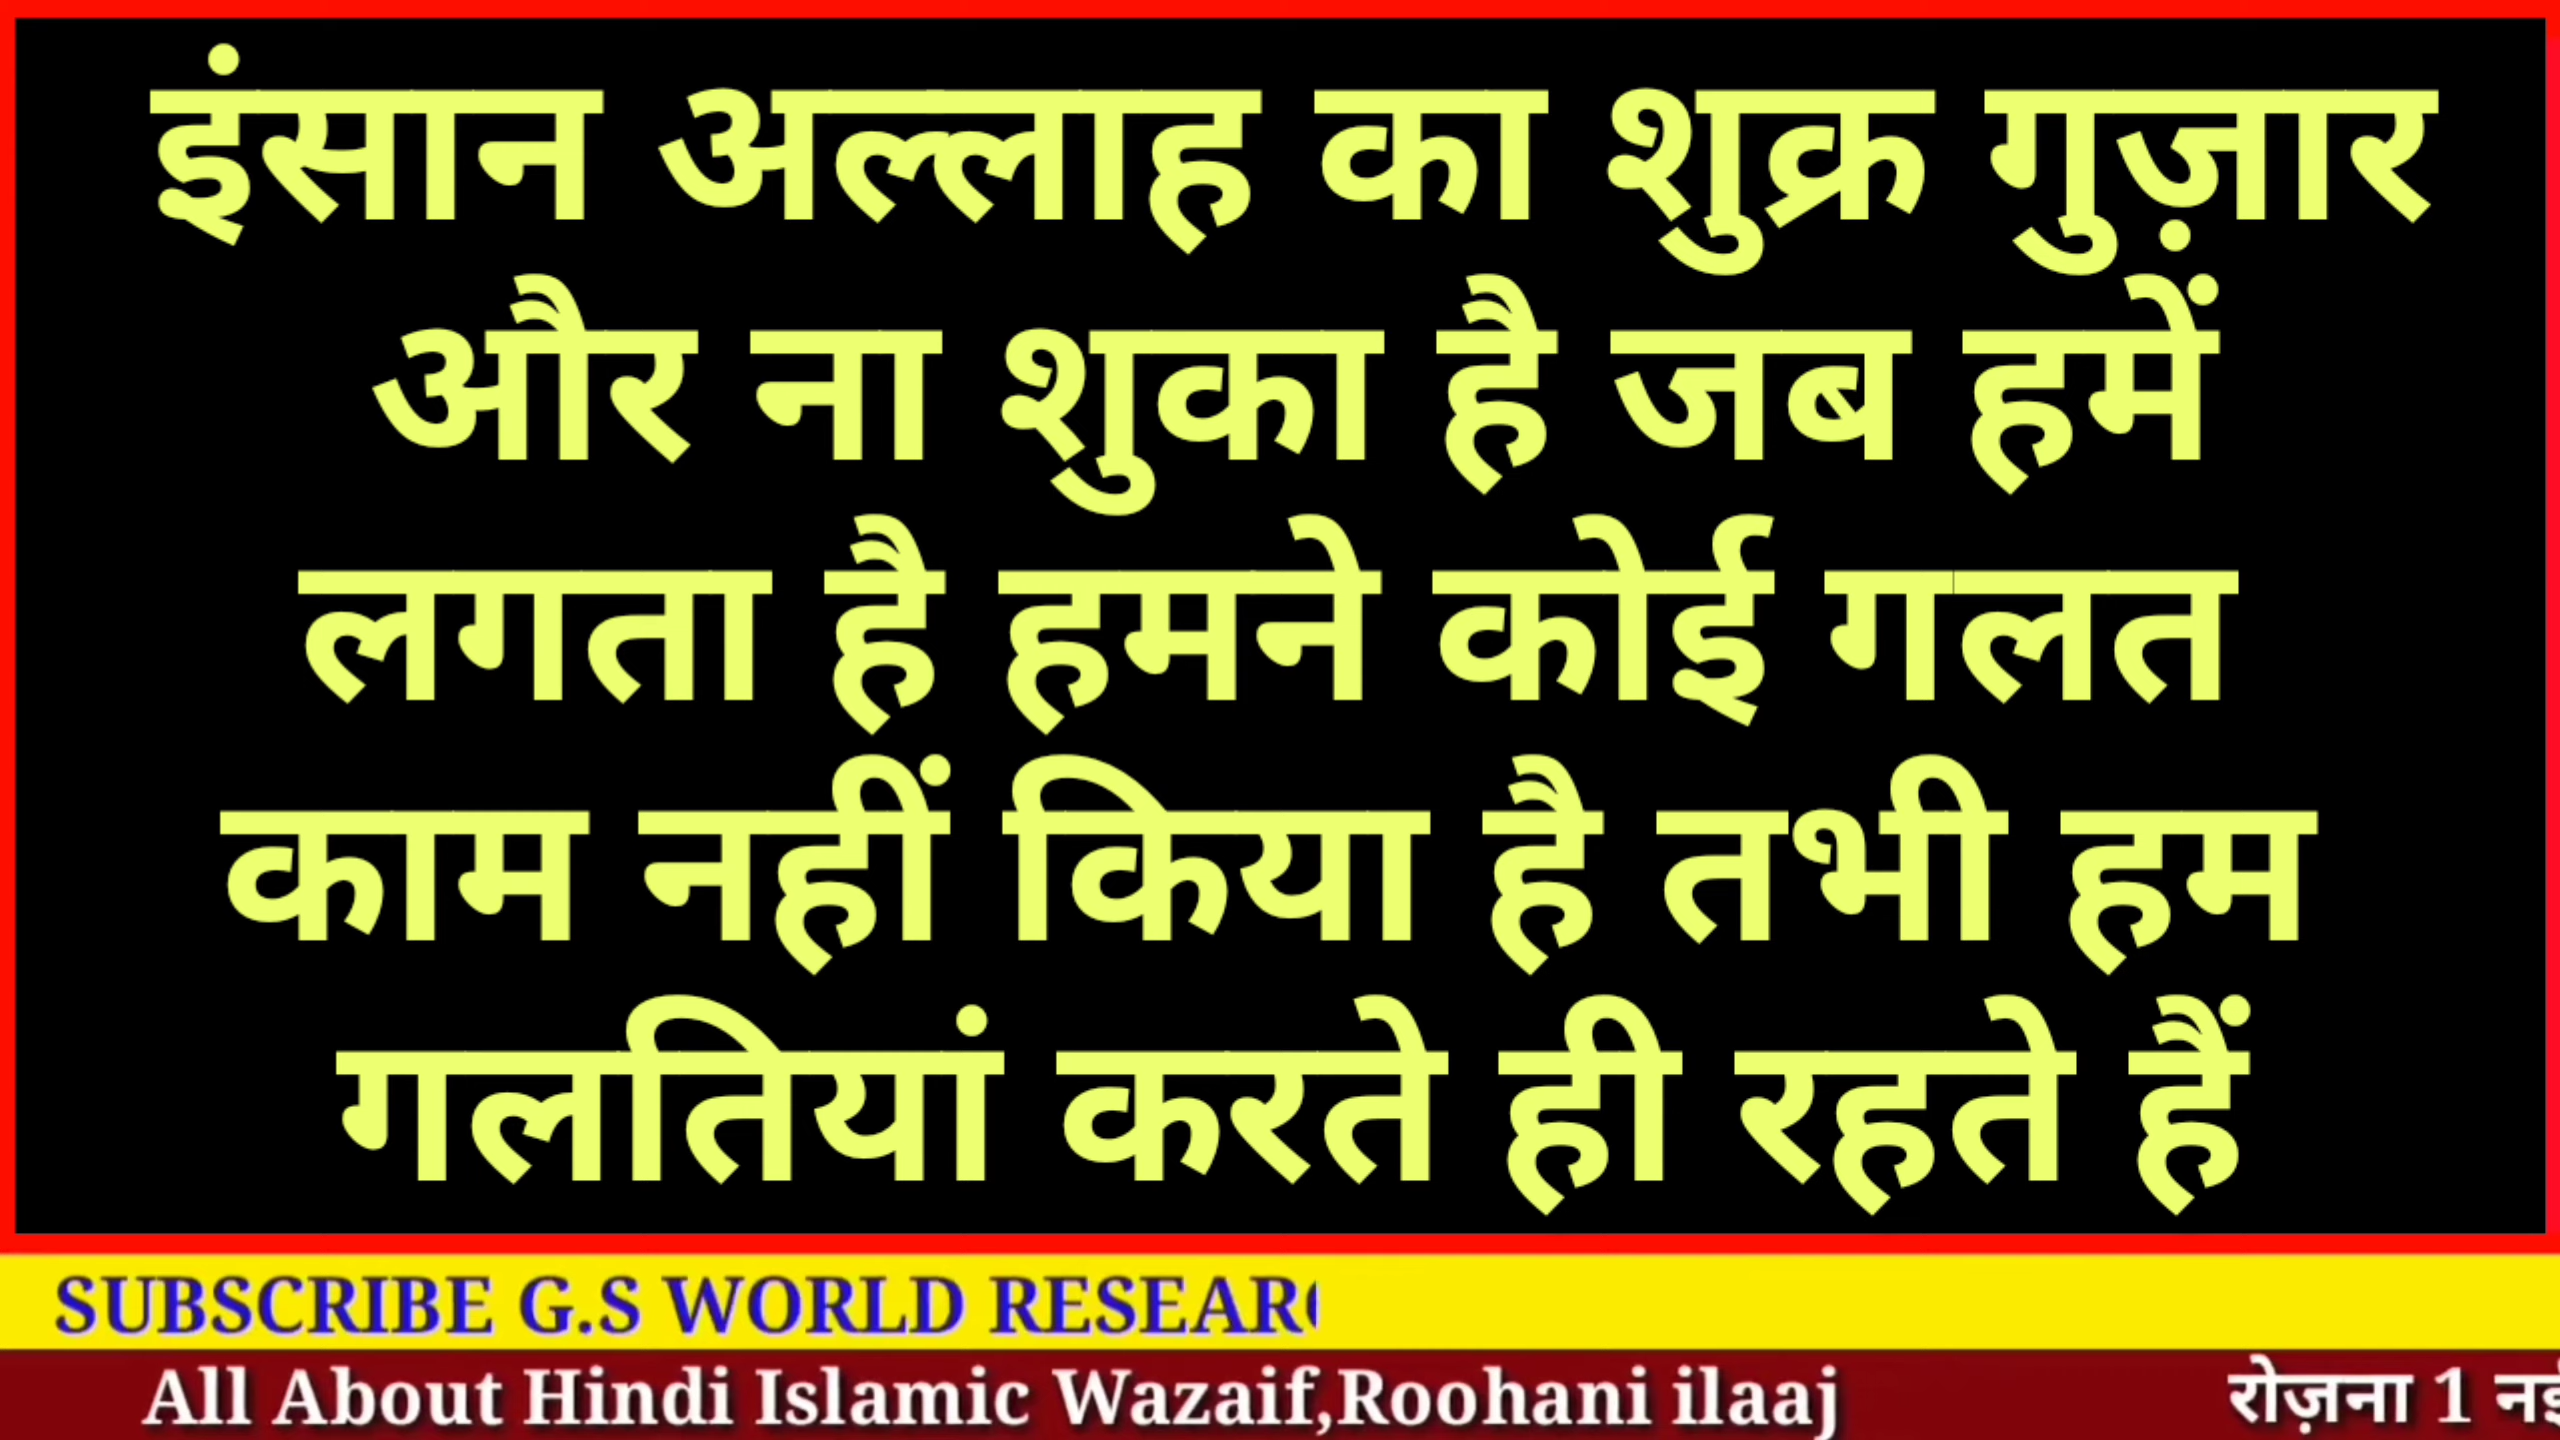 इंसान अल्लाह का शुक्र गुज़ार
और ना शुका है जब हमें
लगता है हमने कोई गलत
काम नहीं किया है तभी हम
गलतियां करते ही रहते हैं
SUBSCRIBE G.S WORLD
All About Hindi Islamic Wazaif,Roohani ilaaj रोज़ना 1